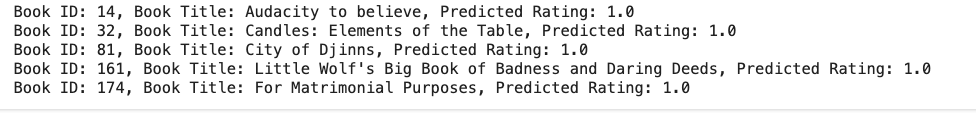 Book ID: 14, Book Title: Audacity to believe, Predicted Rating: 1.0
Book ID: 32, Book Title: Candles: Elements of the Table, Predicted Rating: 1.0
Book ID: 81, Book Title: City of Djinns, Predicted Rating: 1.0
Book ID: 161, Book Title: Little Wolf's Big Book of Badness and Daring Deeds, Predicted Rating: 1.0
Book ID: 174, Book Title: For Matrimonial Purposes, Predicted Rating: 1.0